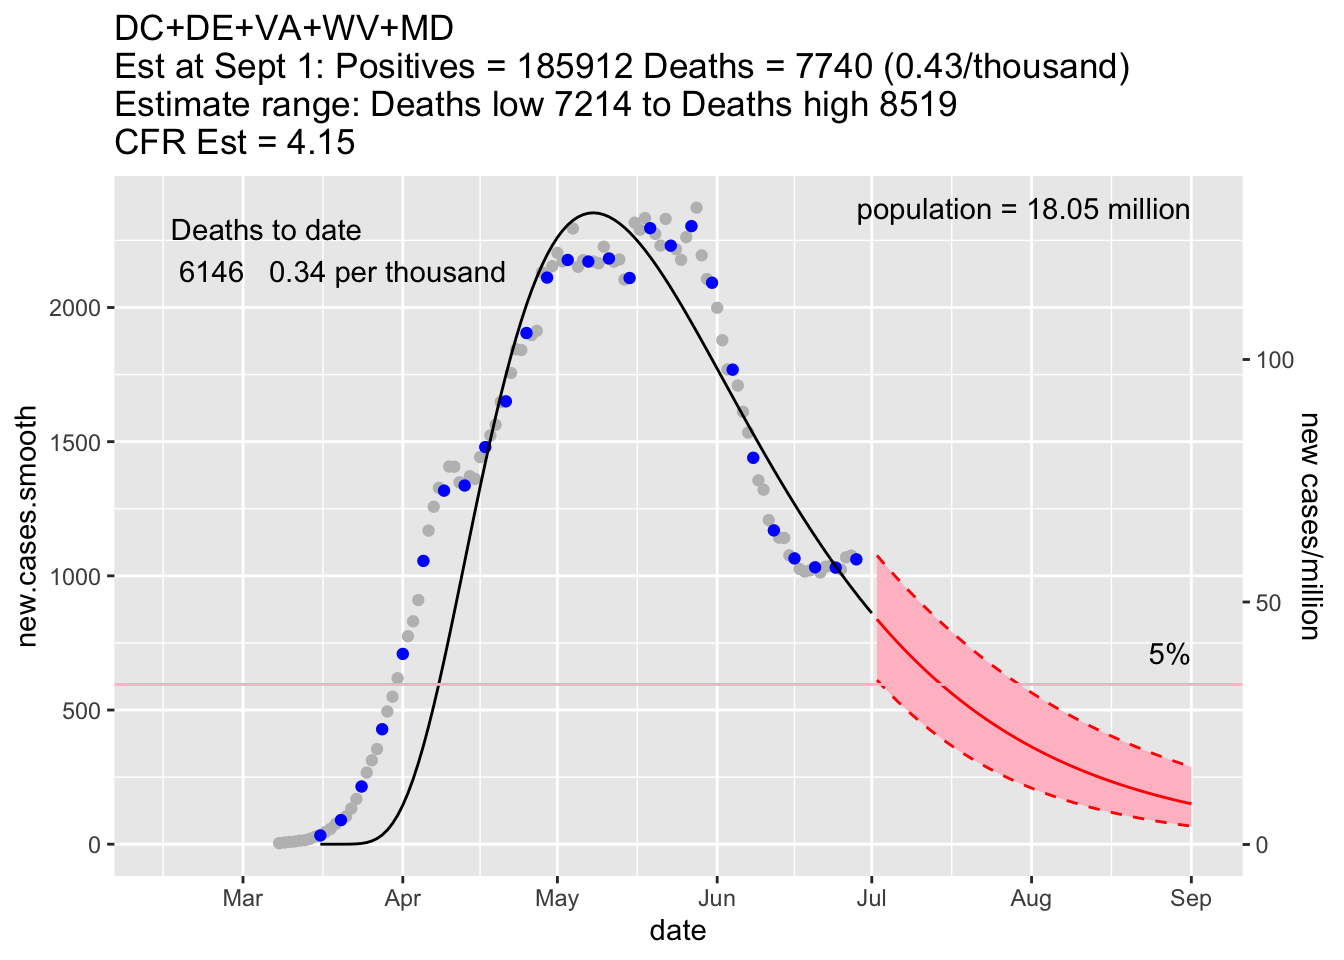 DC+DE+VA+WV+MD
Est at Sept 1: Positives = 185912 Deaths = 7740 (0.43/thousand)
Estimate range: Deaths low 7214 to Deaths high 8519
CFR Est = 4.15
Deaths to date
6146 0.34 per thousand
population = 18.05 million
5%
new.cases.smooth
2000
1500
1000
500
0
100
50
0
new cases/million
Mar Apr May Jun Jul Aug Sep
date